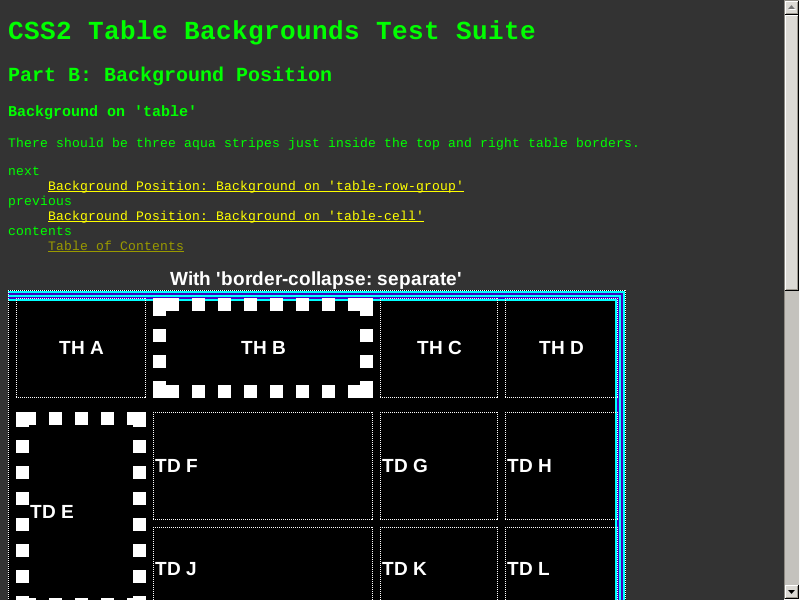 CSS2 Table Backgrounds Test Suite
Part B: Background Position
Background on 'table'
There should be three aqua stripes just inside the top and right table borders.
next
Background Position: Background on 'table-row-group'
previous
Background Position: Background on 'table-cell'
contents
Table of Contents
With 'border-collapse: separate'
TH A TH B TH C TH D
TD F TD G TD H
TD E
TD J TD K TD L